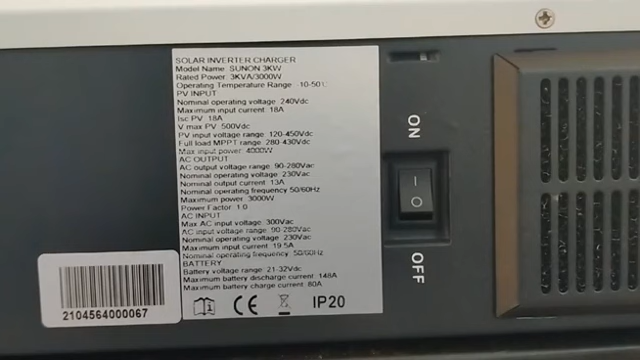 SOLAR INVERTER CHARGER
Model Name: SUNON 3KW
Rated Power: 3KVA/3000W
Operating Temperature Range: -10-50℃
PV INPUT
Nominal operating voltage: 240Vdc
Maximum input current: 18A
Isc PV: 18A
V max PV: 500Vdc
PV input voltage range: 120-450Vdc
Full load MPPT range: 280-430Vdc
Max input power: 4000W
AC OUTPUT
AC output voltage range: 90-280Vac
Nominal operating voltage: 230Vac
Nominal output current: 13A
Nominal operating frequency 50/60Hz
Maximum power: 3000W
Power Factor: 1.0
AC INPUT
Max AC input voltage: 300Vac
AC input voltage range: 90-280Vac
Nominal operating voltage: 230Vac
Maximum input current: 19.5A
Nominal operating frequency: 50/60Hz
BATTERY
Battery voltage range: 21-32Vdc
Maximum battery discharge current: 148A
Maximum battery charge current: 80A
CE IP20
2104564000067
ON
I
O
OFF